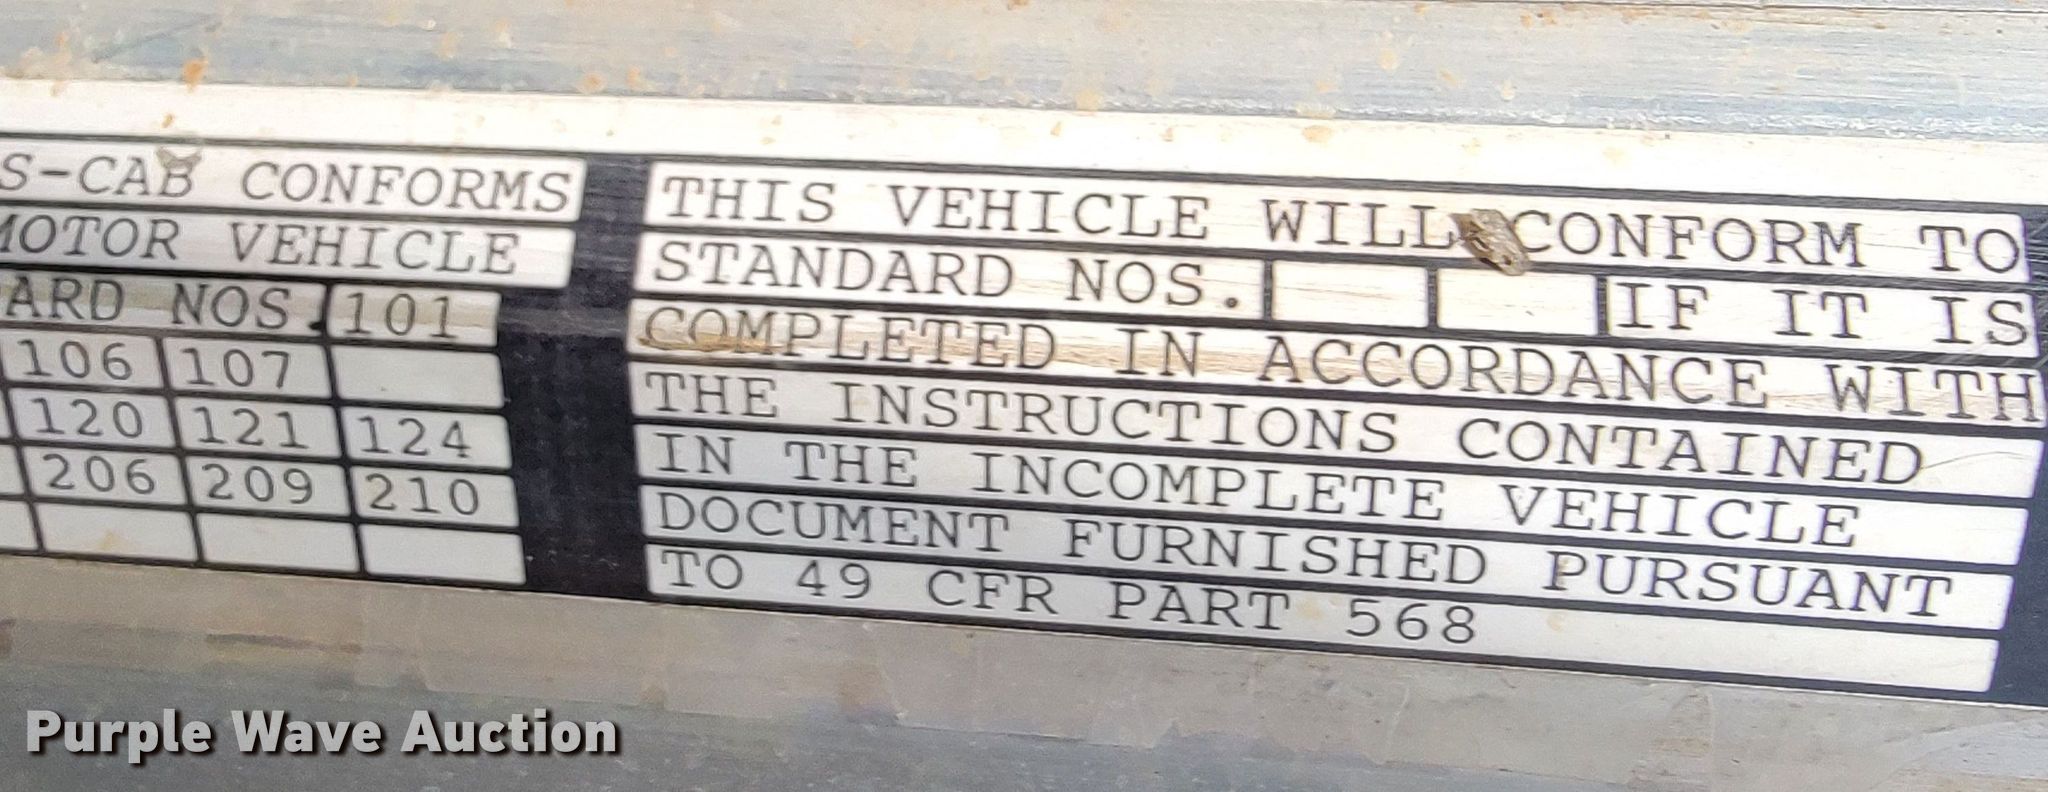 S-CAB CONFORMS
MOTOR VEHICLE
ARD NOS. 101
106 107
120 121 124
206 209 210
THIS VEHICLE WILL CONFORM TO
STANDARD NOS. IF IT IS
COMPLETED IN ACCORDANCE WITH
THE INSTRUCTIONS CONTAINED
IN THE INCOMPLETE VEHICLE
DOCUMENT FURNISHED PURSUANT
TO 49 CFR PART 568
Purple Wave Auction